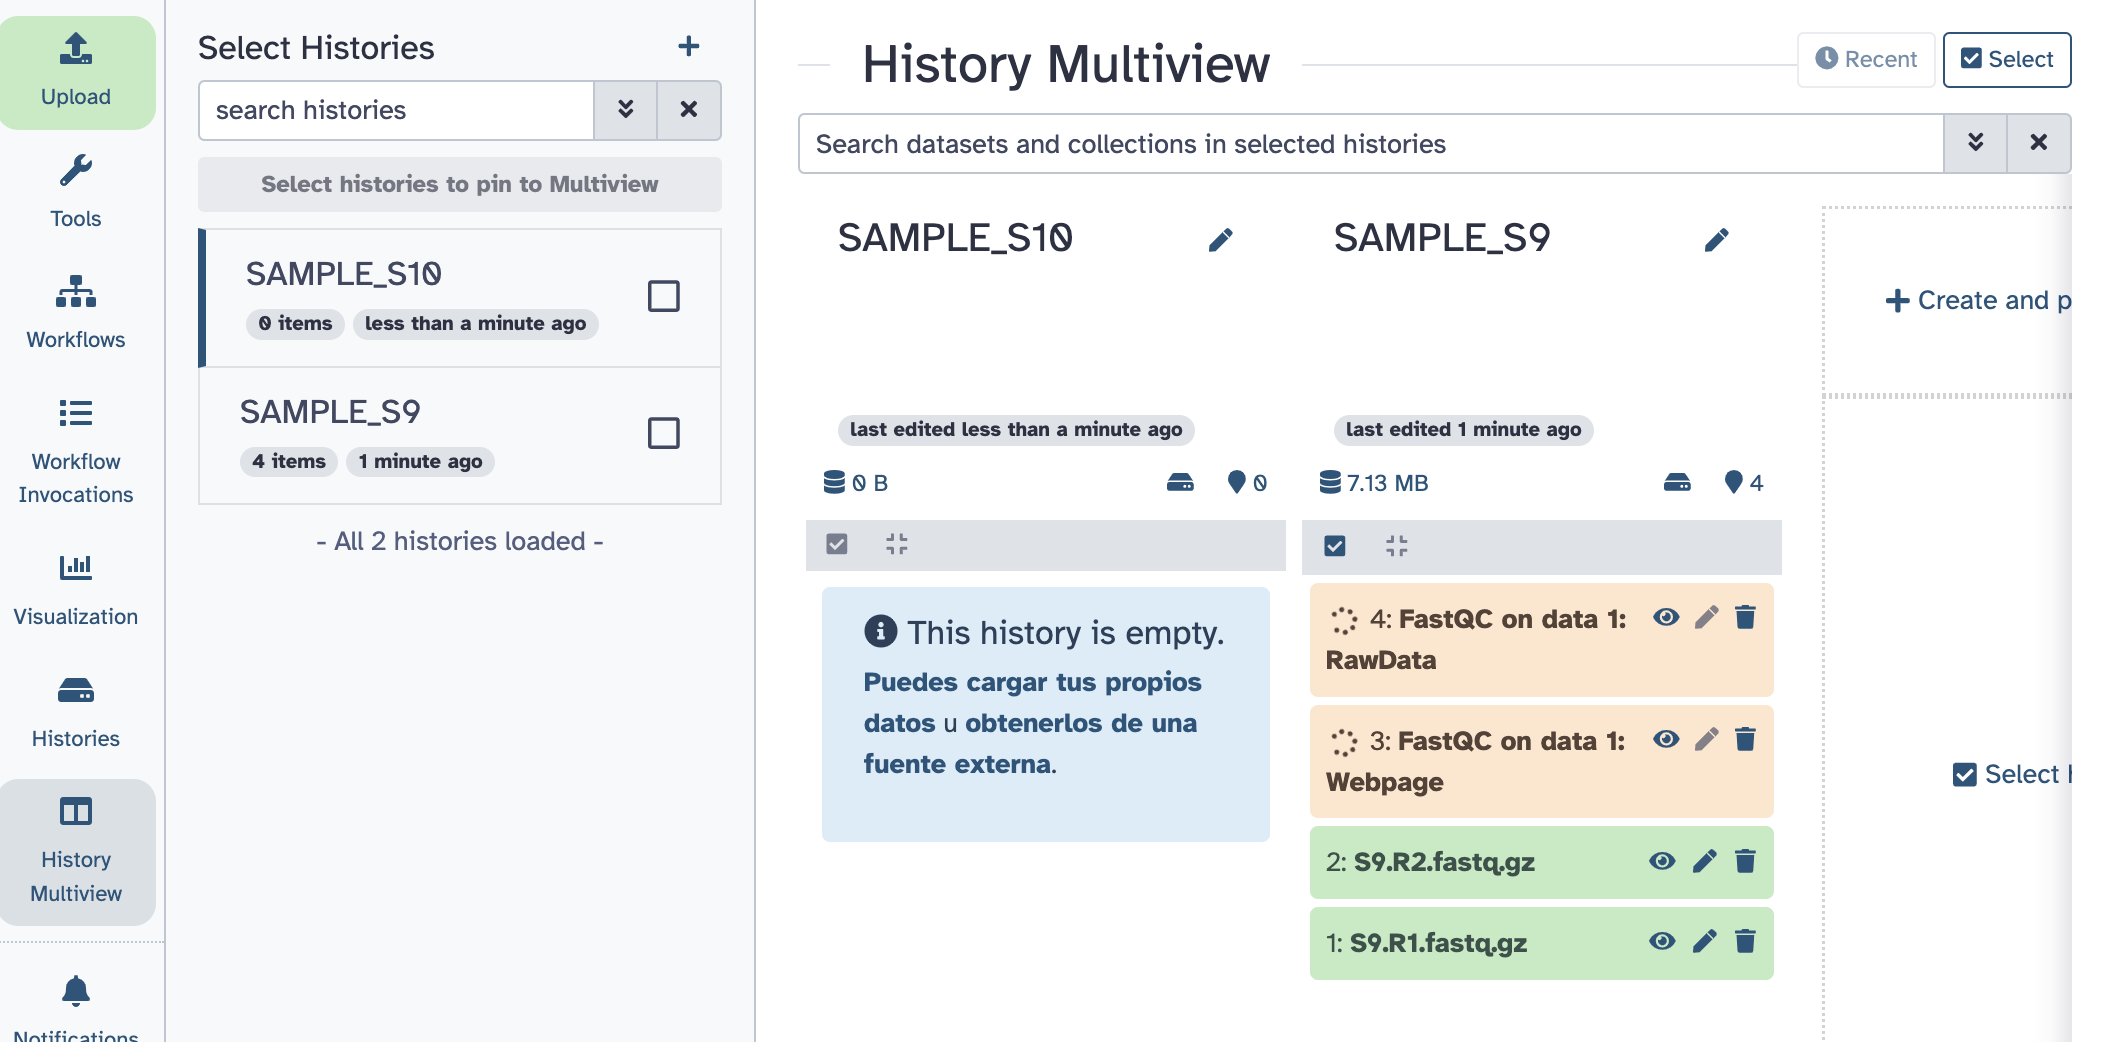 Upload
Tools
Workflows
Workflow
Invocations
Visualization
Histories
History
Multiview
Notifications
Select Histories
search histories
Select histories to pin to Multiview
SAMPLE_S10
0 items less than a minute ago
SAMPLE_S9
4 items 1 minute ago
- All 2 histories loaded -
History Multiview
Recent
Select
Search datasets and collections in selected histories
SAMPLE_S10
last edited less than a minute ago
0 B 0
This history is empty.
Puedes cargar tus propios
datos u obtenerlos de una
fuente externa.
SAMPLE_S9
last edited 1 minute ago
7.13 MB 4
4: FastQC on data 1:
RawData
3: FastQC on data 1:
Webpage
2: S9.R2.fastq.gz
1: S9.R1.fastq.gz
Create and p
Select